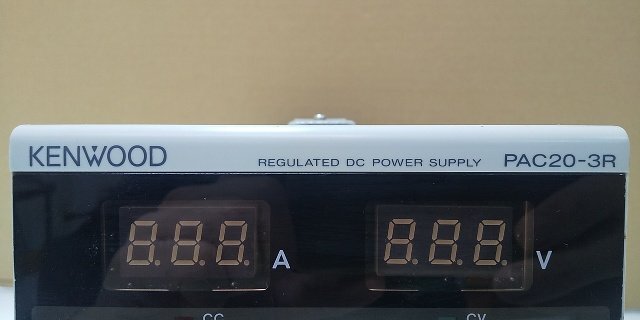 KENWOOD REGULATED DC POWER SUPPLY PAC20-3R
8.8.8. A 8.8.8. V
CC CV